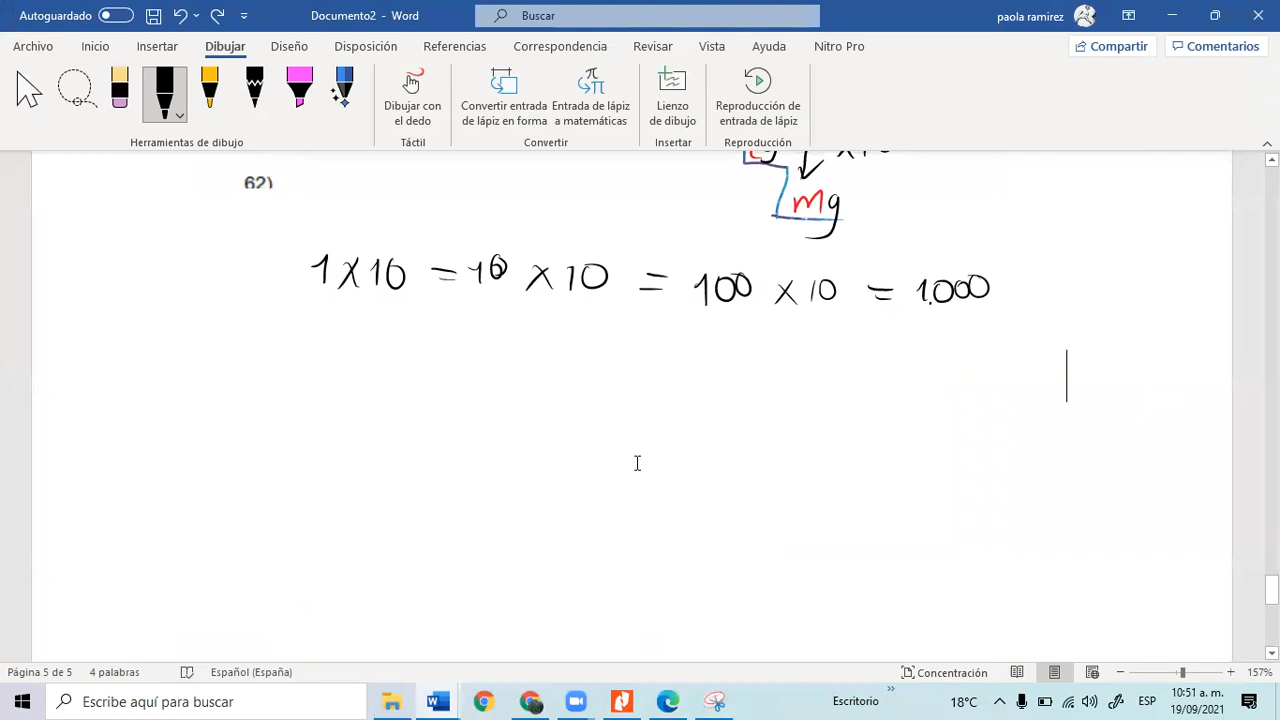 Autoguardado
Documento2 - Word
Buscar
paola ramirez
Archivo Inicio Insertar Dibujar Diseño Disposición Referencias Correspondencia Revisar Vista Ayuda Nitro Pro
Compartir Comentarios
Dibujar con el dedo
Convertir entrada de lápiz en forma
Entrada de lápiz a matemáticas
Lienzo de dibujo
Reproducción de entrada de lápiz
Herramientas de dibujo Táctil Convertir Insertar Reproducción
62)
mg
1 x 10 = 10 x 10 = 100 x 10 = 1.000
Página 5 de 5 4 palabras Español (España) Concentración 157%
Escribe aquí para buscar
Escritorio
18°C
ESP
10:51 a. m.
19/09/2021